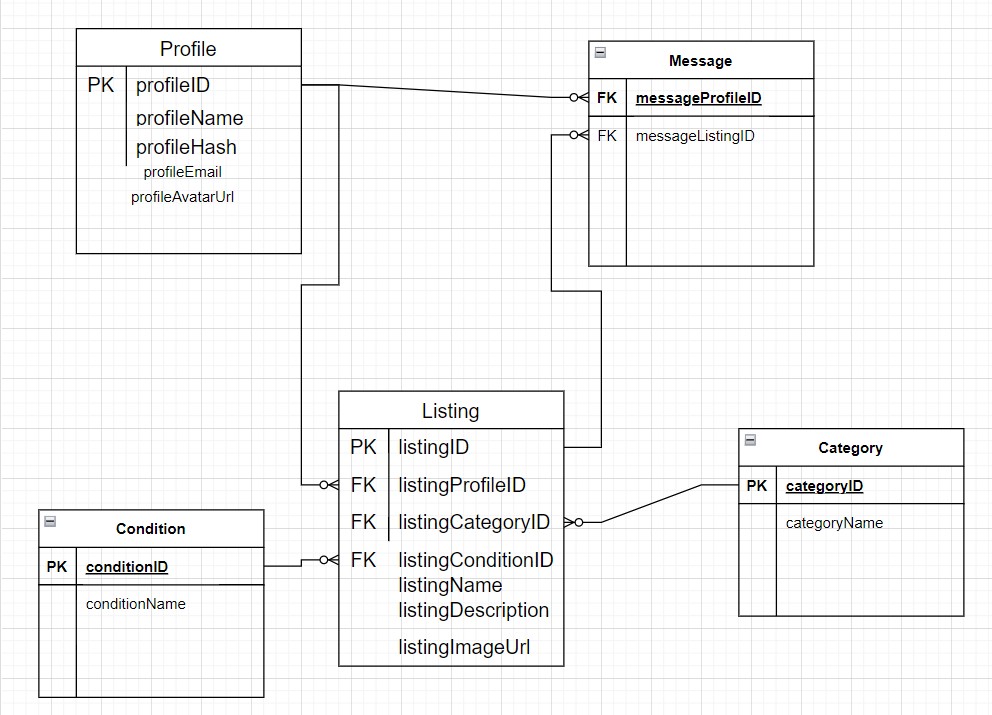 Profile
PK profileID
profileName
profileHash
profileEmail
profileAvatarUrl
Message
FK messageProfileID
FK messageListingID
Listing
PK listingID
FK listingProfileID
FK listingCategoryID
FK listingConditionID
listingName
listingDescription
listingImageUrl
Category
PK categoryID
categoryName
Condition
PK conditionID
conditionName